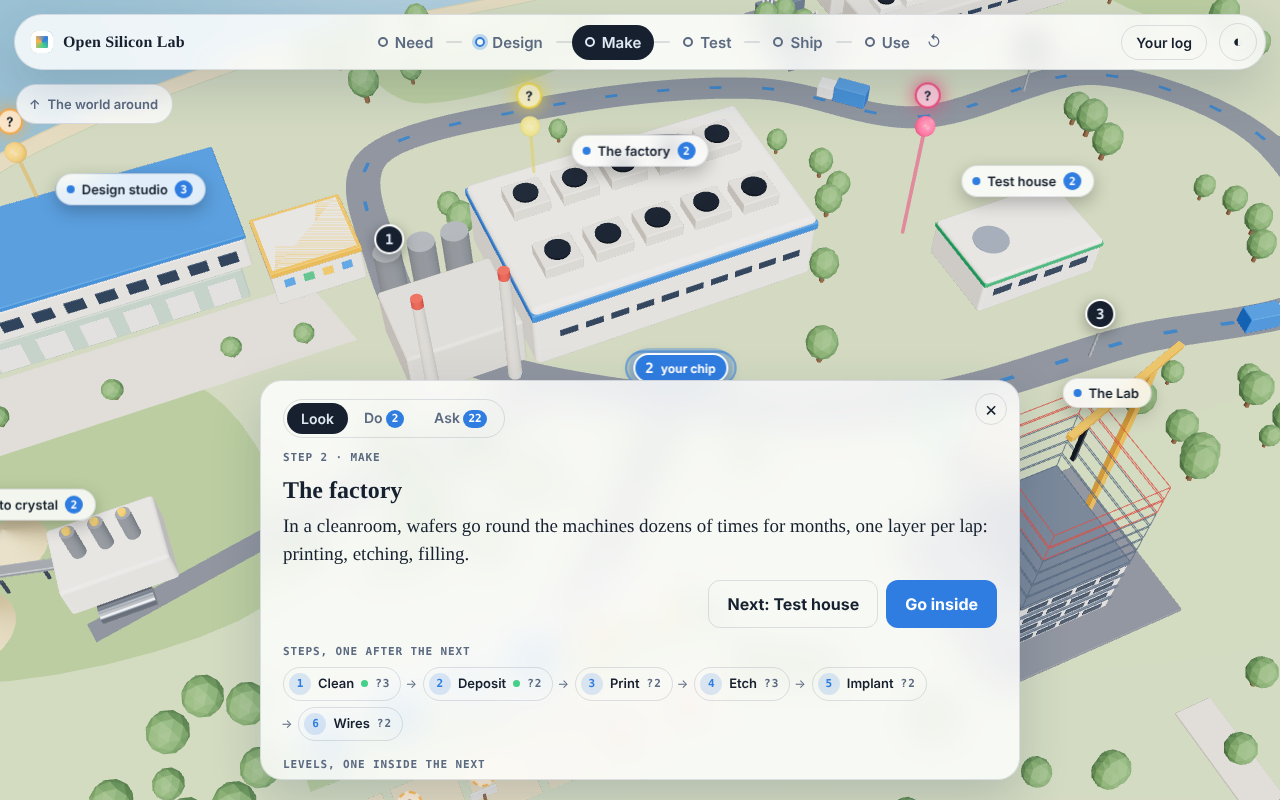 Open Silicon Lab
Need
Design
Make
Test
Ship
Use
Your log
↑ The world around
?
?
?
The factory 2
Design studio 3
Test house 2
1
3
2 your chip
The Lab
to crystal 2
Look
Do 2
Ask 22
×
STEP 2 · MAKE
The factory
In a cleanroom, wafers go round the machines dozens of times for months, one layer per lap:
printing, etching, filling.
Next: Test house
Go inside
STEPS, ONE AFTER THE NEXT
1 Clean ?3 → 2 Deposit ?2 → 3 Print ?2 → 4 Etch ?3 → 5 Implant ?2
→ 6 Wires ?2
LEVELS, ONE INSIDE THE NEXT